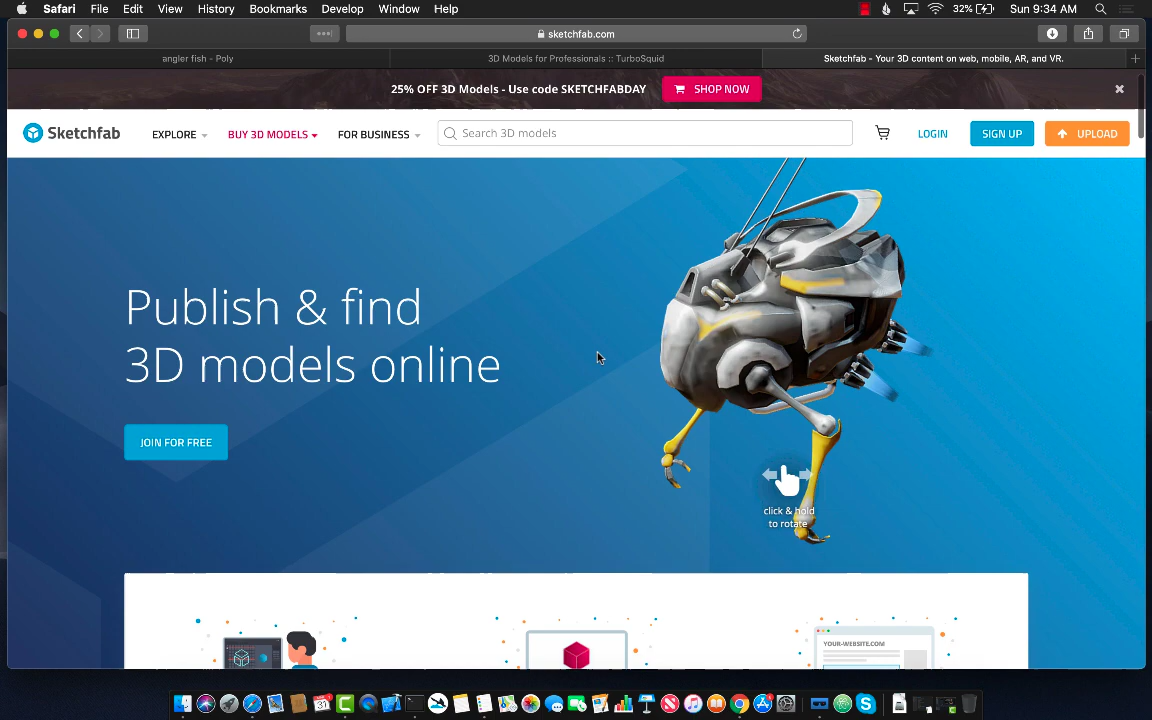 Safari File Edit View History Bookmarks Develop Window Help 32% Sun 9:34 AM
sketchfab.com
angler fish - Poly
3D Models for Professionals :: TurboSquid
Sketchfab - Your 3D content on web, mobile, AR, and VR.
25% OFF 3D Models - Use code SKETCHFABDAY
SHOP NOW
Sketchfab
EXPLORE
BUY 3D MODELS
FOR BUSINESS
Search 3D models
LOGIN
SIGN UP
UPLOAD
Publish & find
3D models online
JOIN FOR FREE
click & hold
to rotate
YOUR-WEBSITE.COM
31